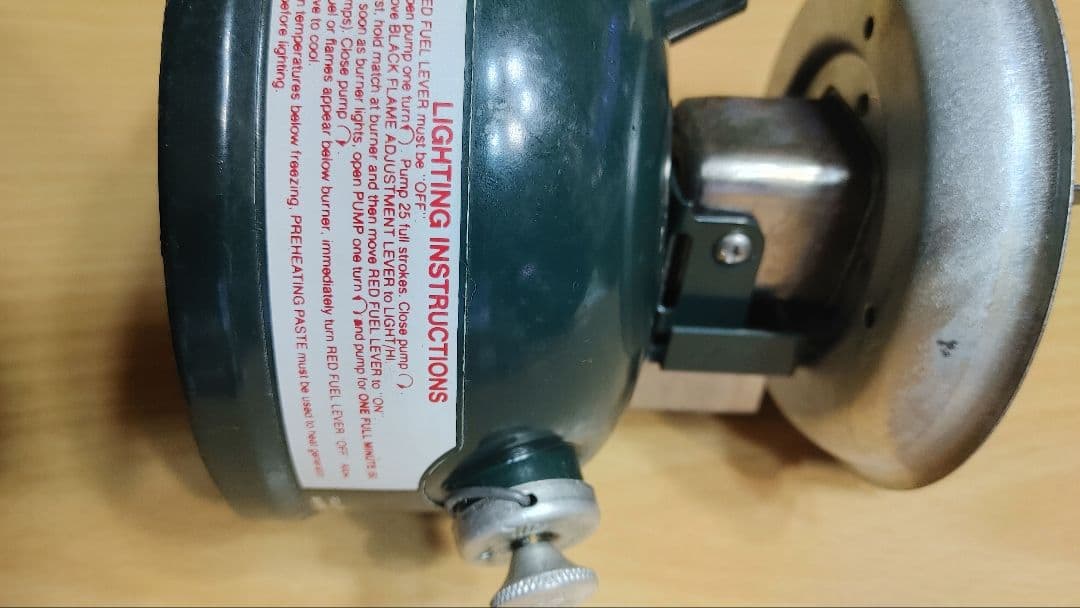 LIGHTING INSTRUCTIONS
ED FUEL LEVER must be "OFF".
pen pump one turn. Pump 25 full strokes. Close pump.
ove BLACK FLAME ADJUSTMENT LEVER to LIGHT/HI.
st, hold match at burner and then move RED FUEL LEVER to "ON".
soon as burner lights, open PUMP one turn and pump for ONE FULL MINUTE
mps). Close pump.
el or flames appear below burner, immediately turn RED FUEL LEVER OFF
ve to cool.
n temperatures below freezing, PREHEATING PASTE must be used to heat
before lighting.